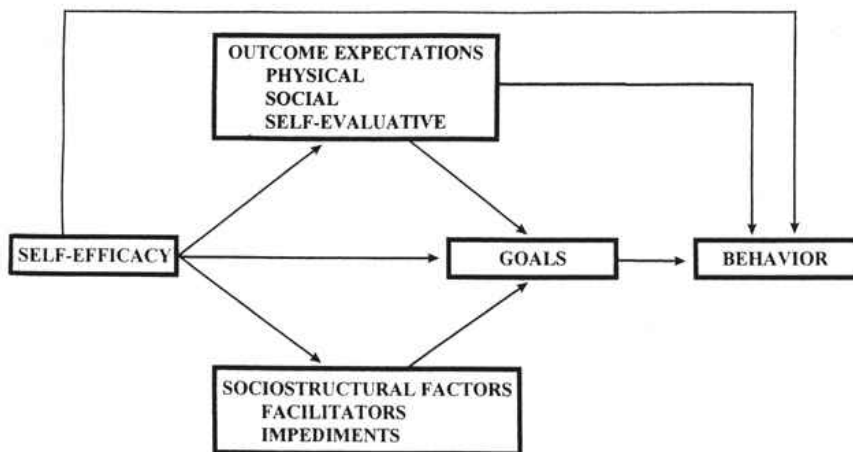 OUTCOME EXPECTATIONS
PHYSICAL
SOCIAL
SELF-EVALUATIVE
SELF-EFFICACY
GOALS
BEHAVIOR
SOCIOSTRUCTURAL FACTORS
FACILITATORS
IMPEDIMENTS